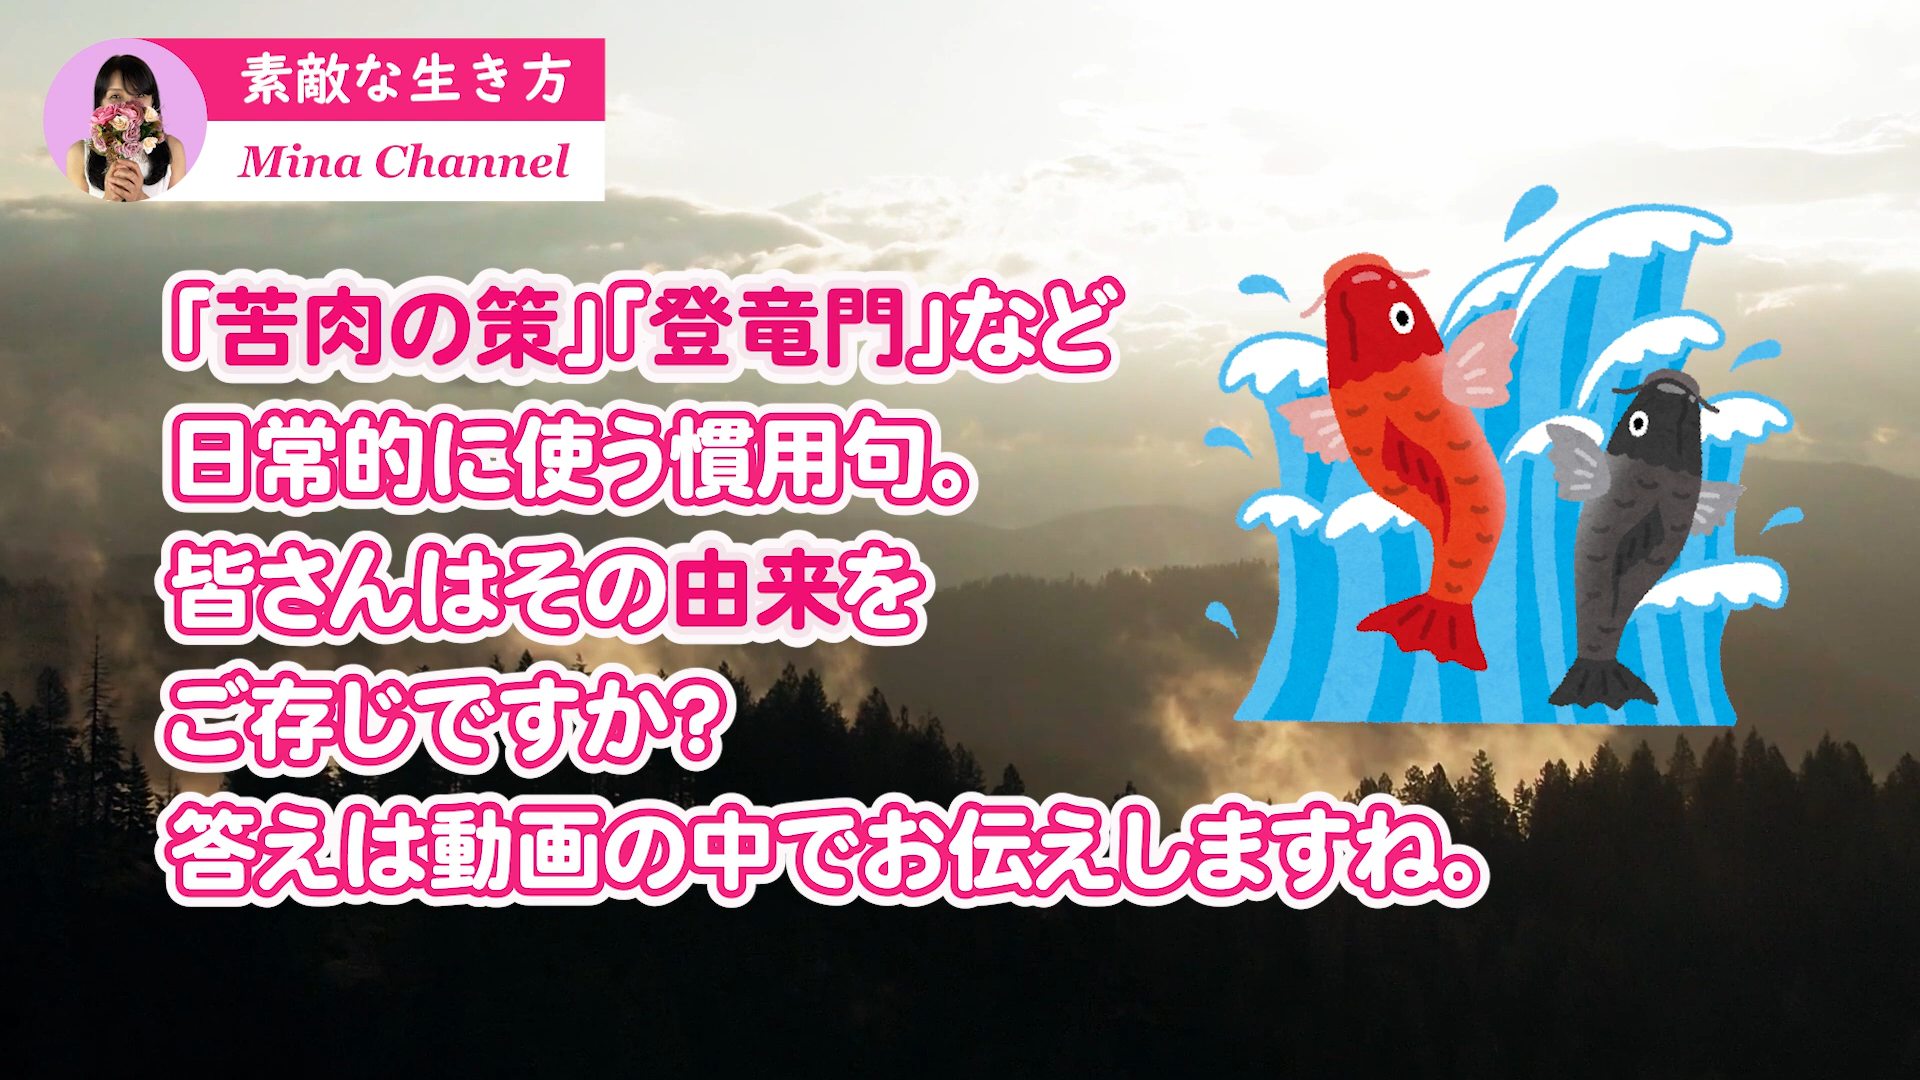 素敵な生き方
Mina Channel
「苦肉の策」「登竜門」など
日常的に使う慣用句。
皆さんはその由来を
ご存じですか?
答えは動画の中でお伝えしますね。